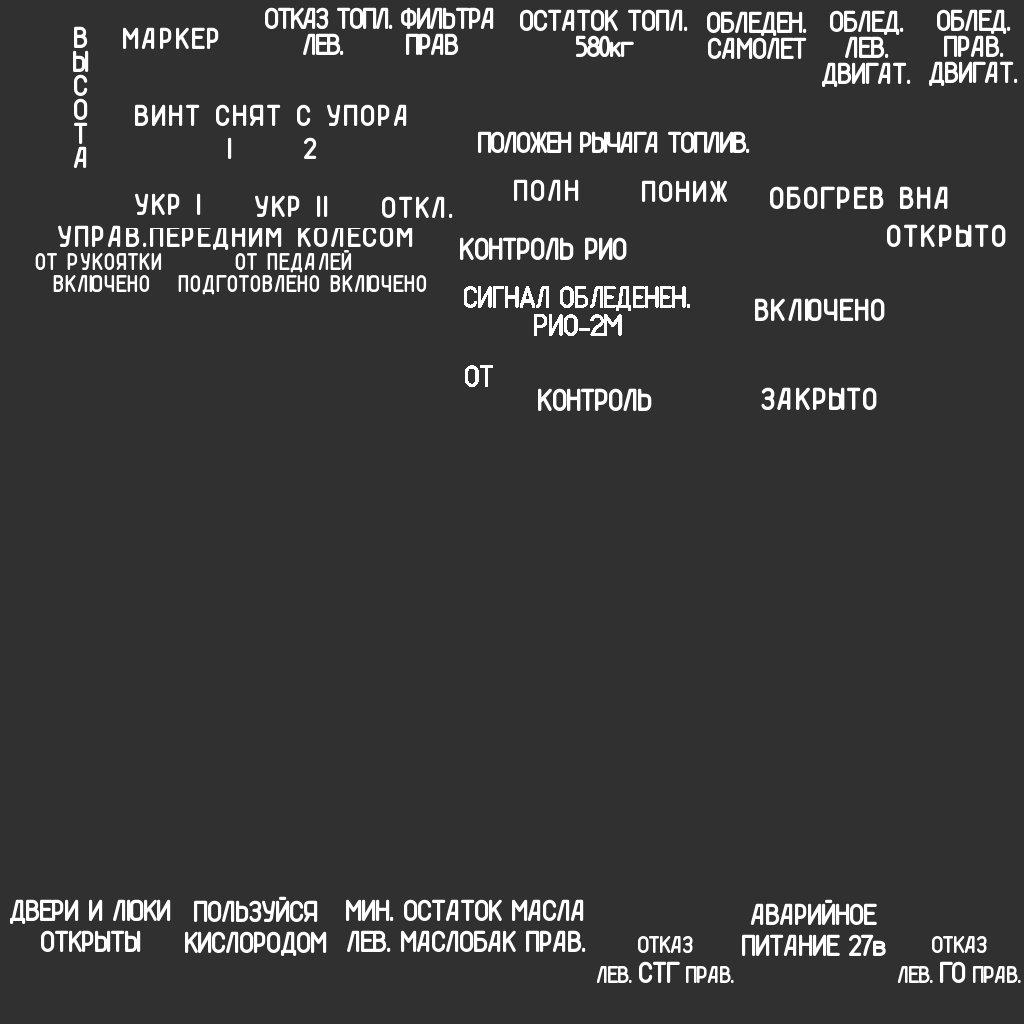 ВЫСОТА
МАРКЕР
ОТКАЗ ТОПЛ. ФИЛЬТРА
ЛЕВ. ПРАВ
ОСТАТОК ТОПЛ.
580кг
ОБЛЕДЕН.
САМОЛЕТ
ОБЛЕД.
ЛЕВ.
ДВИГАТ.
ОБЛЕД.
ПРАВ.
ДВИГАТ.
ВИНТ СНЯТ С УПОРА
1 2
ПОЛОЖЕН РЫЧАГА ТОПЛИВ.
ПОЛН ПОНИЖ
ОБОГРЕВ ВНА
УКР I УКР II ОТКЛ.
УПРАВ.ПЕРЕДНИМ КОЛЕСОМ
ОТ РУКОЯТКИ ОТ ПЕДАЛЕЙ
ВКЛЮЧЕНО ПОДГОТОВЛЕНО ВКЛЮЧЕНО
ОТКРЫТО
КОНТРОЛЬ РИО
СИГНАЛ ОБЛЕДЕНЕН.
РИО-2М
ВКЛЮЧЕНО
ОТ
КОНТРОЛЬ
ЗАКРЫТО
ДВЕРИ И ЛЮКИ
ОТКРЫТЫ
ПОЛЬЗУЙСЯ
КИСЛОРОДОМ
МИН. ОСТАТОК МАСЛА
ЛЕВ. МАСЛОБАК ПРАВ.
ОТКАЗ
ЛЕВ. СТГ ПРАВ.
АВАРИЙНОЕ
ПИТАНИЕ 27в
ОТКАЗ
ЛЕВ. ГО ПРАВ.